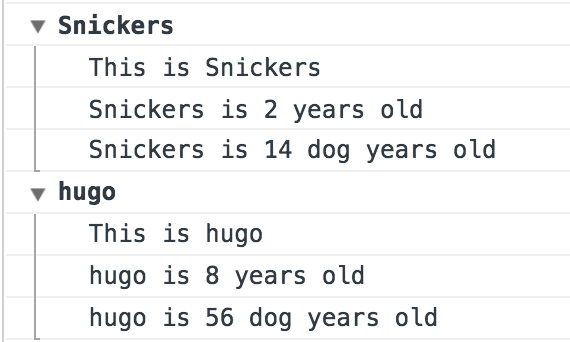 Snickers
This is Snickers
Snickers is 2 years old
Snickers is 14 dog years old
hugo
This is hugo
hugo is 8 years old
hugo is 56 dog years old